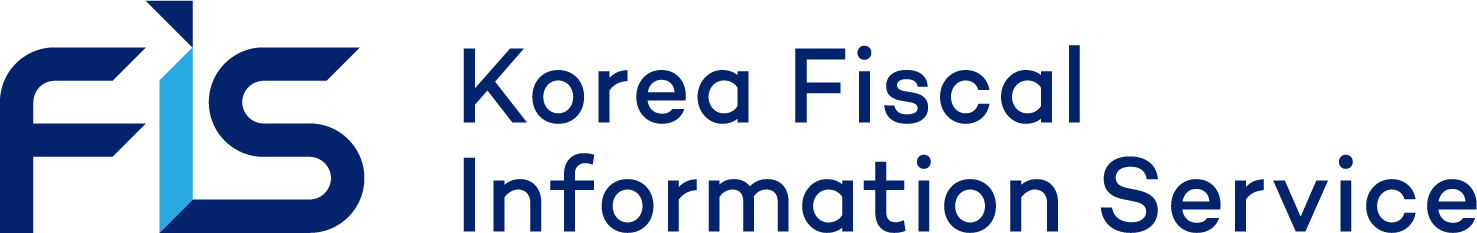 FiS
Korea Fiscal
Information Service